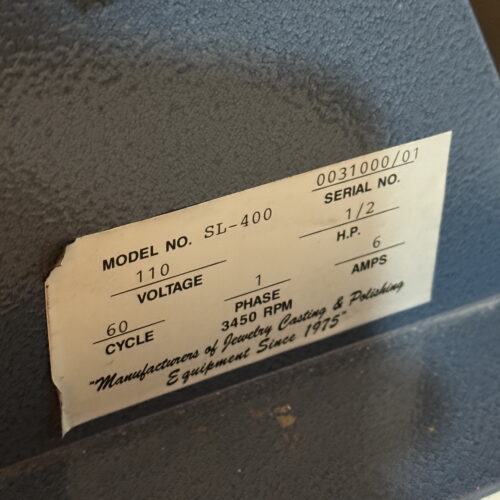 0031000/01
MODEL NO. SL-400 SERIAL NO.
110 1/2
VOLTAGE H.P.
60 1 6
CYCLE PHASE AMPS
3450 RPM
"Manufacturers of Jewelry Casting & Polishing
Equipment Since 1975"